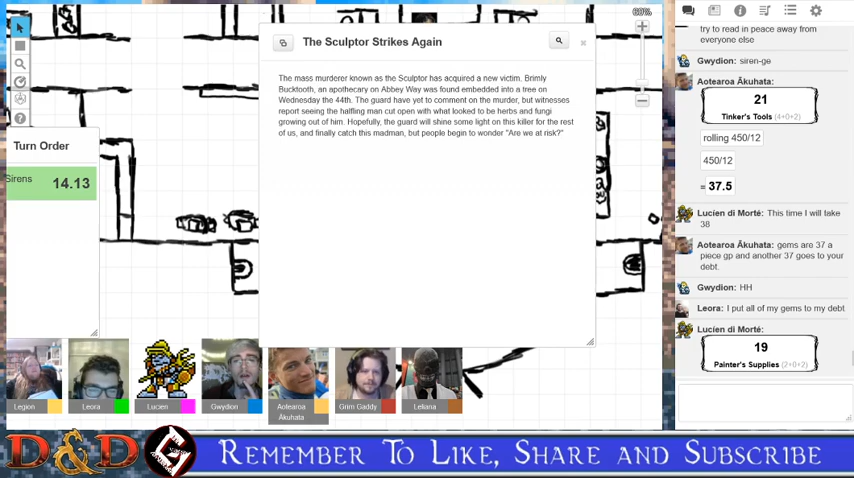 60%
The Sculptor Strikes Again
The mass murderer known as the Sculptor has acquired a new victim. Brimly
Bucktooth, an apothecary on Abbey Way was found embedded into a tree on
Wednesday the 44th. The guard have yet to comment on the murder, but witnesses
report seeing the halfling man cut open with what looked to be herbs and fungi
growing out of him. Hopefully, the guard will shine some light on this killer for the rest
of us, and finally catch this madman, but people begin to wonder "Are we at risk?"
Turn Order
Sirens
14.13
Legion
Leora
Lucien
Gwydion
Aotearoa
Ākuhata
Grim Gaddy
Leliana
try to read in peace away from
everyone else
Gwydion: siren-ge
Aotearoa
Ākuhata:
21
Tinker's Tools (4+0+2)
rolling 450/12
450/12
= 37.5
Lucíen di Morté: This time I will take
38
Aotearoa Ākuhata: gems are 37 a
piece gp and another 37 goes to your
debt.
Gwydion: HH
Leora: I put all of my gems to my debt
Lucíen di Morté:
19
Painter's Supplies (2+0+2)
D&D
REMEMBER TO LIKE, SHARE AND SUBSCRIBE